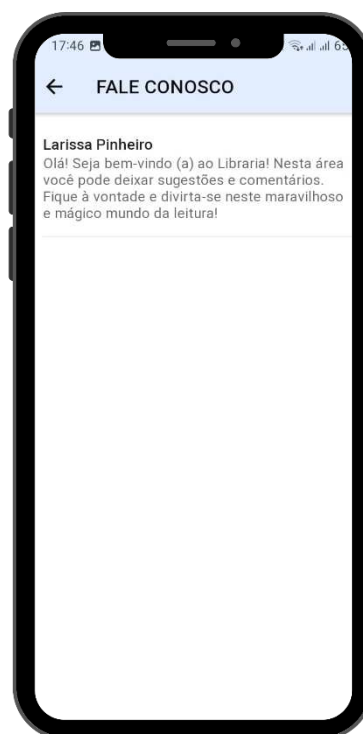 17:46
FALE CONOSCO
Larissa Pinheiro
Olá! Seja bem-vindo (a) ao Libraria! Nesta área
você pode deixar sugestões e comentários.
Fique à vontade e divirta-se neste maravilhoso
e mágico mundo da leitura!